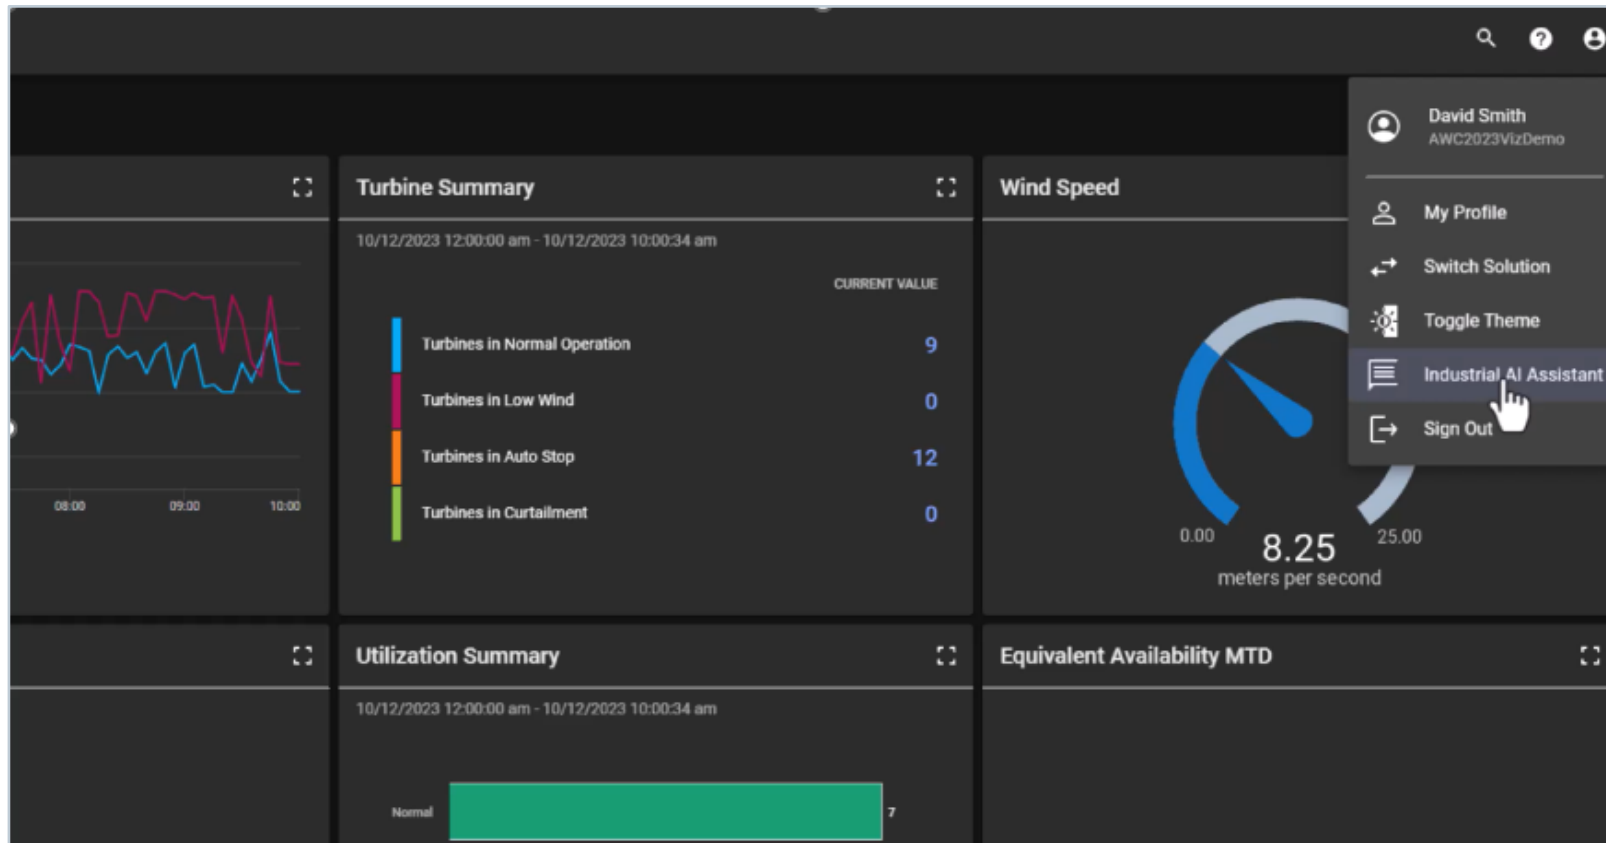 David Smith
AWC2023VizDemo
My Profile
Switch Solution
Toggle Theme
Industrial AI Assistant
Sign Out
Turbine Summary
10/12/2023 12:00:00 am - 10/12/2023 10:00:34 am
CURRENT VALUE
Turbines in Normal Operation 9
Turbines in Low Wind 0
Turbines in Auto Stop 12
Turbines in Curtailment 0
Wind Speed
0.00
25.00
8.25
meters per second
08:00 09:00 10:00
Utilization Summary
10/12/2023 12:00:00 am - 10/12/2023 10:00:34 am
Normal 7
Equivalent Availability MTD